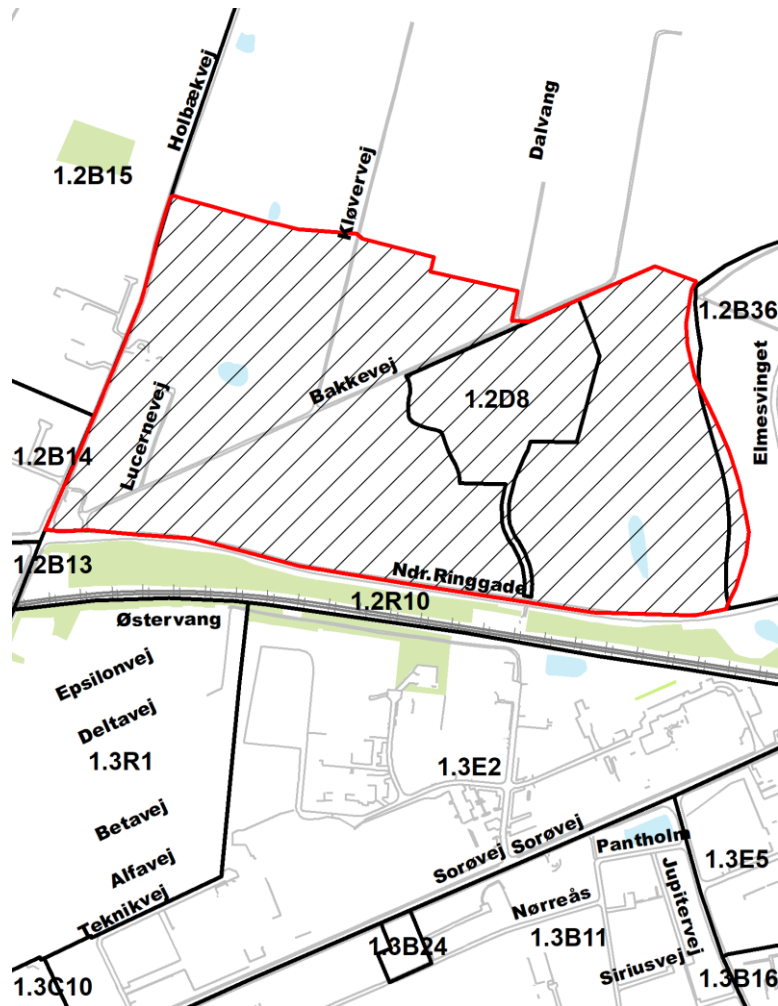 Holbækvej
Dalvang
1.2B15
Kløvervej
1.2B36
Elmesvinget
Bakkevej
1.2D8
Lucernevej
1.2B14
1.2B13
Ndr.Ringgade
1.2R10
Østervang
Epsilonvej
Deltavej
1.3R1
1.3E2
Betavej
Alfavej
Teknikvej
Sorøvej
Sorøvej
Pantholm
1.3E5
Jupitervej
Nørreås
1.3B24
1.3B11
Siriusvej
1.3C10
1.3B16